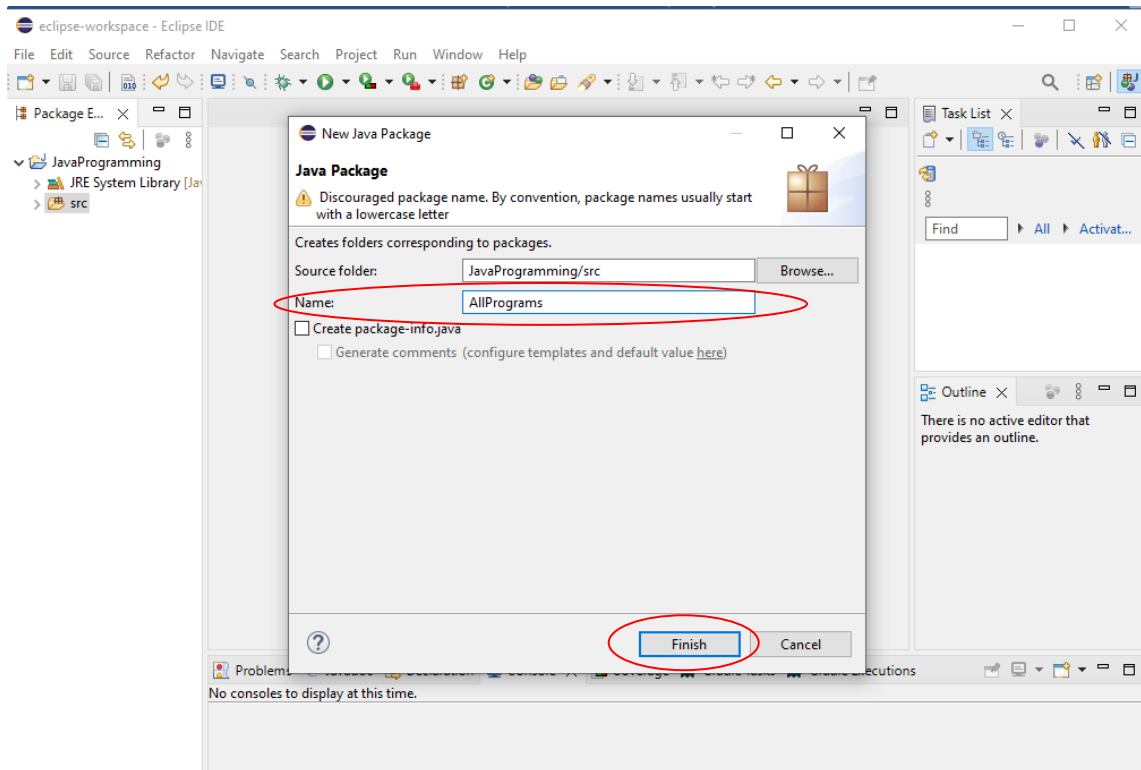 eclipse-workspace - Eclipse IDE
File Edit Source Refactor Navigate Search Project Run Window Help
Package E...
JavaProgramming
JRE System Library [Jav
src
New Java Package
Java Package
Discouraged package name. By convention, package names usually start
with a lowercase letter
Creates folders corresponding to packages.
Source folder:
JavaProgramming/src
Browse...
Name:
AllPrograms
Create package-info.java
Generate comments (configure templates and default value here)
Finish
Cancel
Task List
Find
All
Activat...
Outline
There is no active editor that
provides an outline.
Problems
No consoles to display at this time.